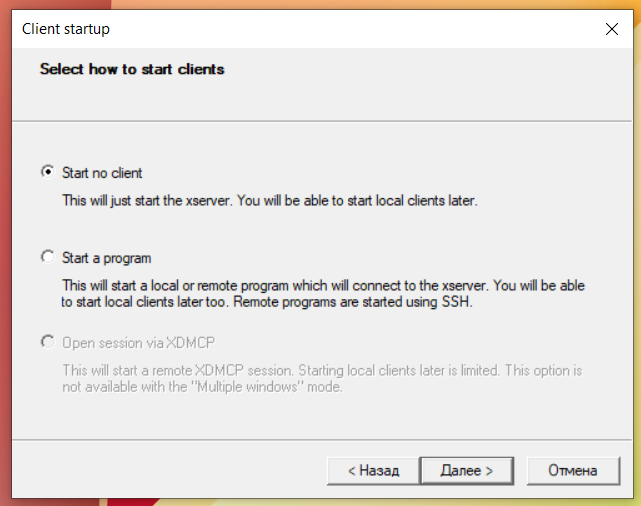 Client startup
Select how to start clients
Start no client
This will just start the xserver. You will be able to start local clients later.
Start a program
This will start a local or remote program which will connect to the xserver. You will be able
to start local clients later too. Remote programs are started using SSH.
Open session via XDMCP
This will start a remote XDMCP session. Starting local clients later is limited. This option is
not available with the "Multiple windows" mode.
< Назад Далее > Отмена